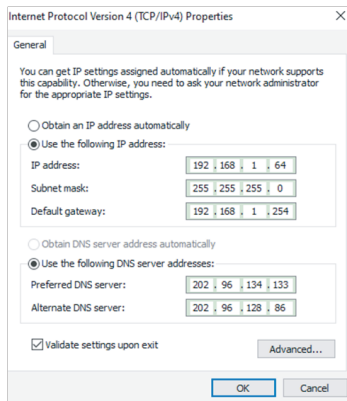 Internet Protocol Version 4 (TCP/IPv4) Properties
General
You can get IP settings assigned automatically if your network supports
this capability. Otherwise, you need to ask your network administrator
for the appropriate IP settings.
Obtain an IP address automatically
Use the following IP address:
IP address: 192 . 168 . 1 . 64
Subnet mask: 255 . 255 . 255 . 0
Default gateway: 192 . 168 . 1 . 254
Obtain DNS server address automatically
Use the following DNS server addresses:
Preferred DNS server: 202 . 96 . 134 . 133
Alternate DNS server: 202 . 96 . 128 . 86
Validate settings upon exit
Advanced...
OK Cancel